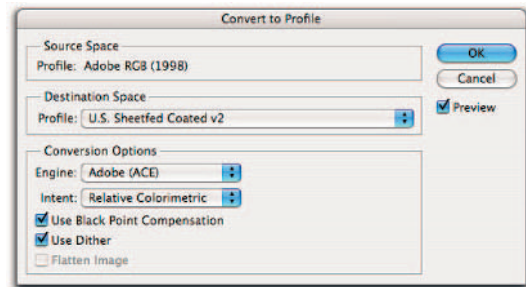 Convert to Profile
Source Space
Profile: Adobe RGB (1998)
Destination Space
Profile: U.S. Sheetfed Coated v2
Conversion Options
Engine: Adobe (ACE)
Intent: Relative Colorimetric
Use Black Point Compensation
Use Dither
Flatten Image
OK
Cancel
Preview